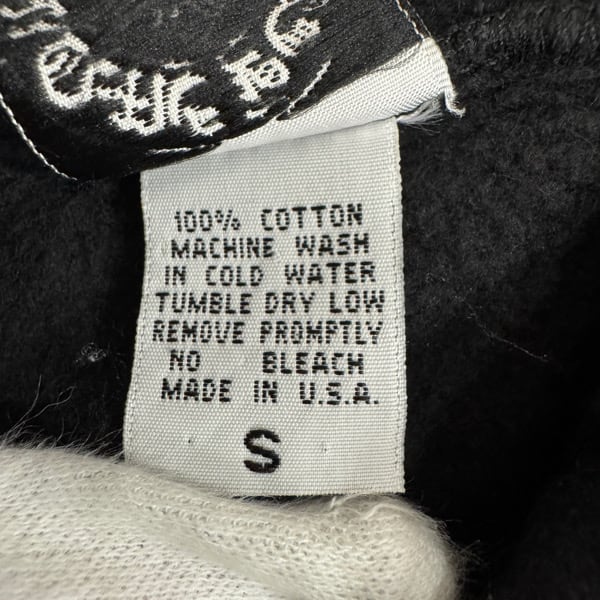 100% COTTON
MACHINE WASH
IN COLD WATER
TUMBLE DRY LOW
REMOVE PROMPTLY
NO BLEACH
MADE IN U.S.A.
S